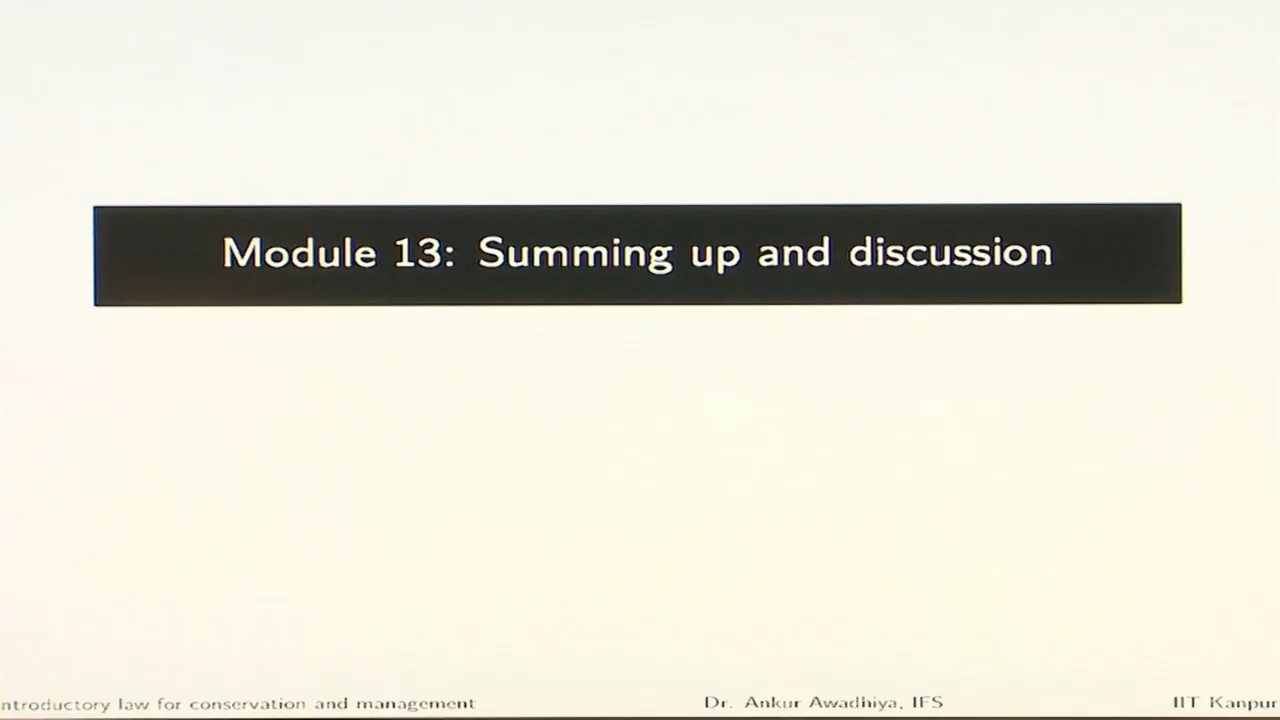 Module 13: Summing up and discussion
ntroductory law for conservation and management Dr. Ankur Awadhiya, IFS IIT Kanpur